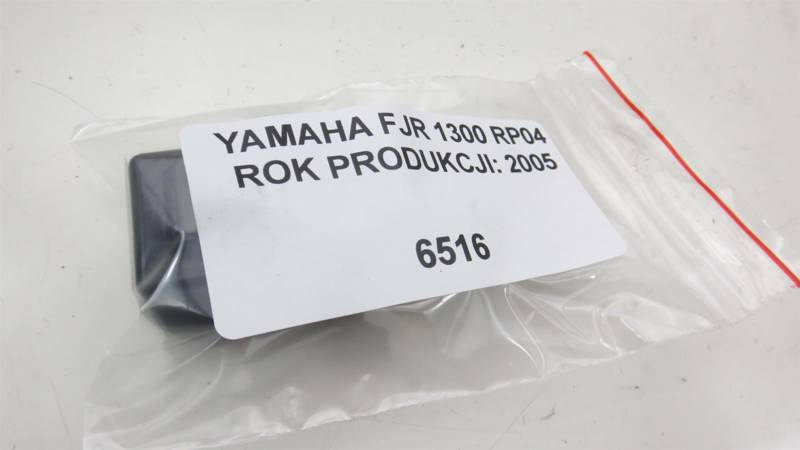 YAMAHA FJR 1300 RP04
ROK PRODUKCJI: 2005
6516